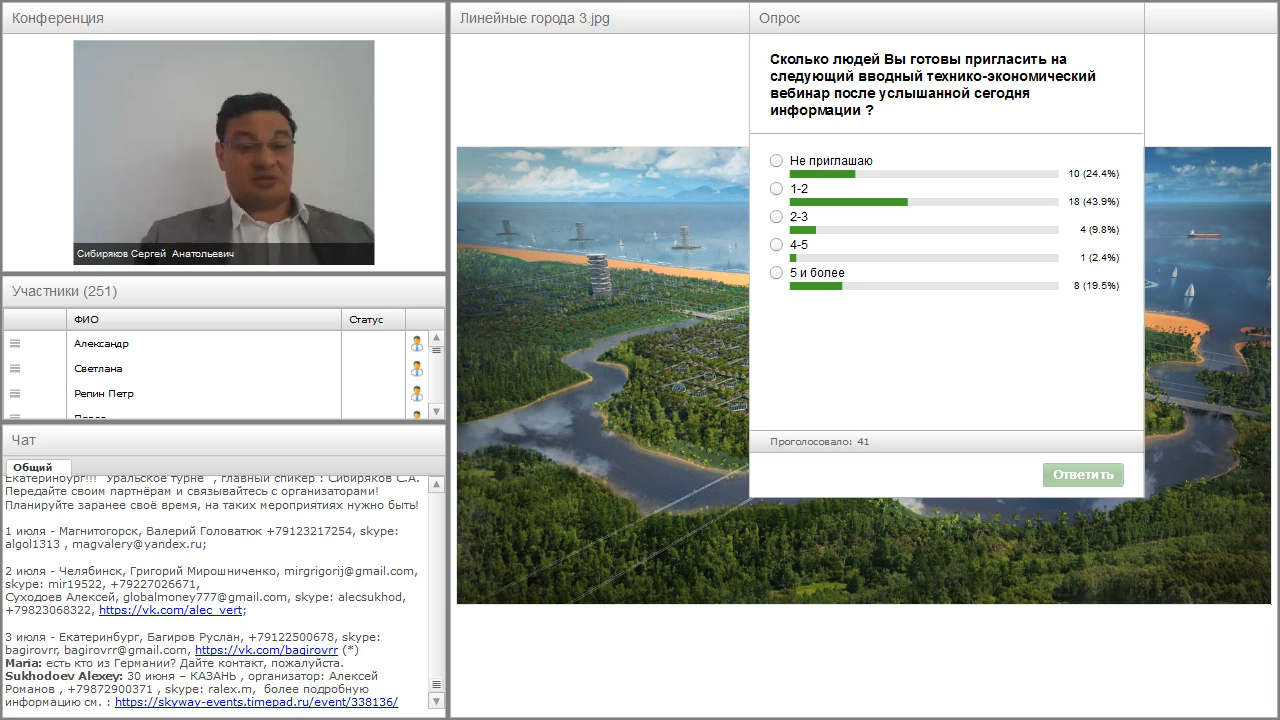 Конференция
Сибиряков Сергей Анатольевич
Участники (251)
ФИО
Статус
Александр
Светлана
Репин Петр
Чат
Общий
Екатеринбург!!! "Уральское турне" , главный спикер : Сибиряков С.А.
Передайте своим партнёрам и связывайтесь с организаторами!
Планируйте заранее своё время, на таких мероприятиях нужно быть!
1 июля - Магнитогорск, Валерий Головатюк +79123217254, skype:
algol1313 , magvalery@yandex.ru;
2 июля - Челябинск, Григорий Мирошниченко, mirgrigorij@gmail.com,
skype: mir19522, +79227026671,
Суходоев Алексей, globalmoney777@gmail.com, skype: alecsukhod,
+79823068322, https://vk.com/alec_vert;
3 июля - Екатеринбург, Багиров Руслан, +79122500678, skype:
bagirovrr, bagirovrr@gmail.com, https://vk.com/bagirovrr (*)
Maria: есть кто из Германии? Дайте контакт, пожалуйста.
Sukhodoev Alexey: 30 июня – КАЗАНЬ , организатор: Алексей
Романов , +79872900371 , skype: ralex.m, более подробную
информацию см. : https://skyway-events.timepad.ru/event/338136/
Линейные города 3.jpg
Опрос
Сколько людей Вы готовы пригласить на
следующий вводный технико-экономический
вебинар после услышанной сегодня
информации ?
Не приглашаю
10 (24.4%)
1-2
18 (43.9%)
2-3
4 (9.8%)
4-5
1 (2.4%)
5 и более
8 (19.5%)
Проголосовало: 41
Ответить